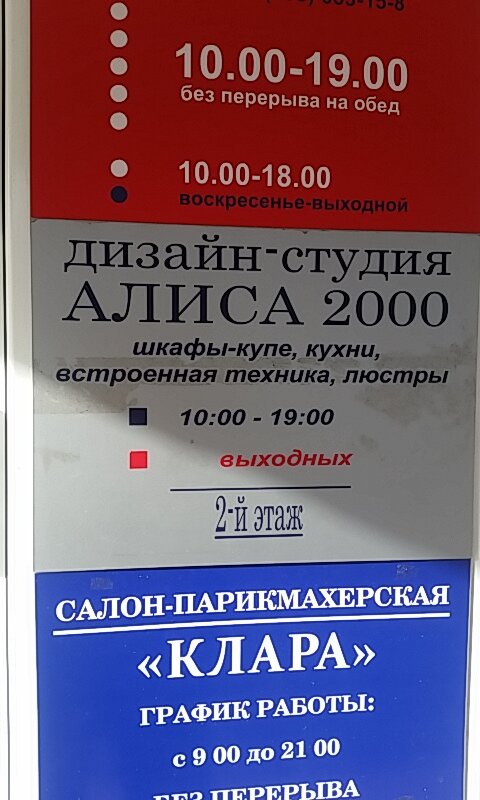 10.00-19.00
без перерыва на обед
10.00-18.00
воскресенье-выходной
дизайн-студия
АЛИСА 2000
шкафы-купе, кухни,
встроенная техника, люстры
10:00 - 19:00
выходных
2-й этаж
САЛОН-ПАРИКМАХЕРСКАЯ
«КЛАРА»
ГРАФИК РАБОТЫ:
с 9 00 до 21 00
БЕЗ ПЕРЕРЫВА